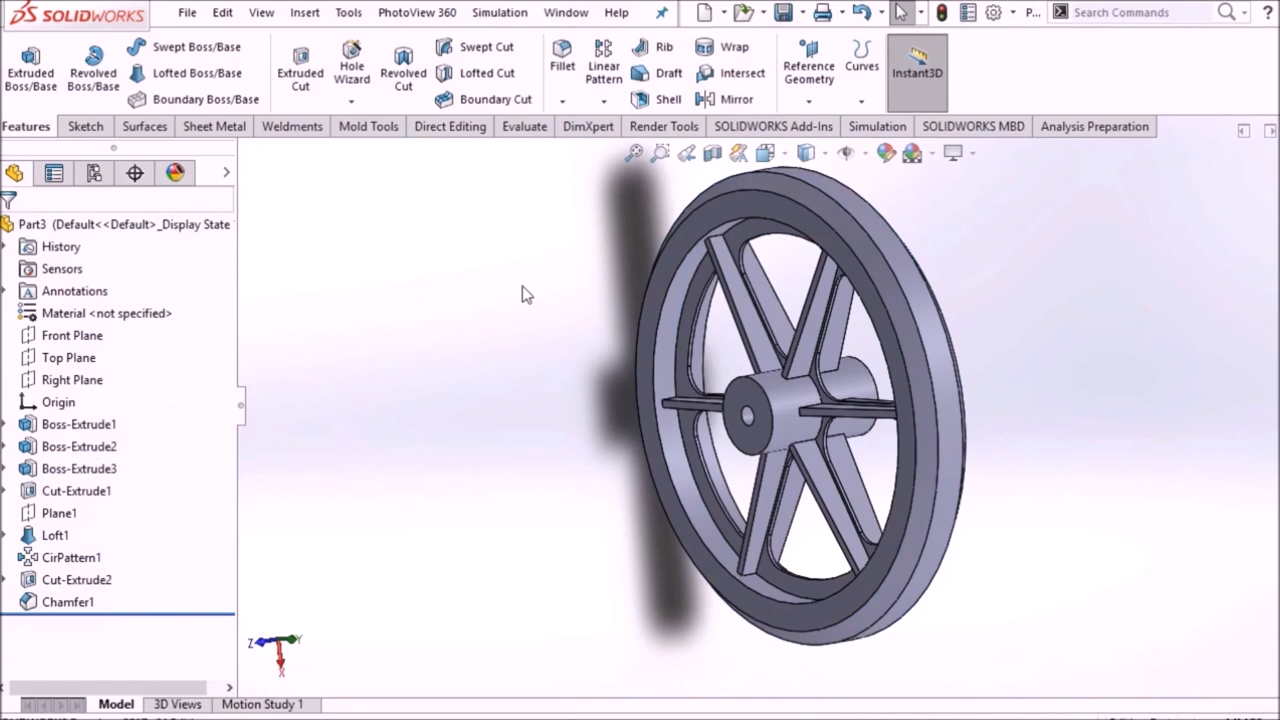 SOLIDWORKS File Edit View Insert Tools PhotoView 360 Simulation Window Help P... Search Commands ?
Extruded Boss/Base Revolved Boss/Base Swept Boss/Base Lofted Boss/Base Boundary Boss/Base Extruded Cut Hole Wizard Revolved Cut Swept Cut Lofted Cut Boundary Cut Fillet Linear Pattern Rib Draft Shell Wrap Intersect Mirror Reference Geometry Curves Instant3D
Features Sketch Surfaces Sheet Metal Weldments Mold Tools Direct Editing Evaluate DimXpert Render Tools SOLIDWORKS Add-Ins Simulation SOLIDWORKS MBD Analysis Preparation
Part3 (Default<<Default>_Display State
History
Sensors
Annotations
Material <not specified>
Front Plane
Top Plane
Right Plane
Origin
Boss-Extrude1
Boss-Extrude2
Boss-Extrude3
Cut-Extrude1
Plane1
Loft1
CirPattern1
Cut-Extrude2
Chamfer1
Z Y
X
Model 3D Views Motion Study 1